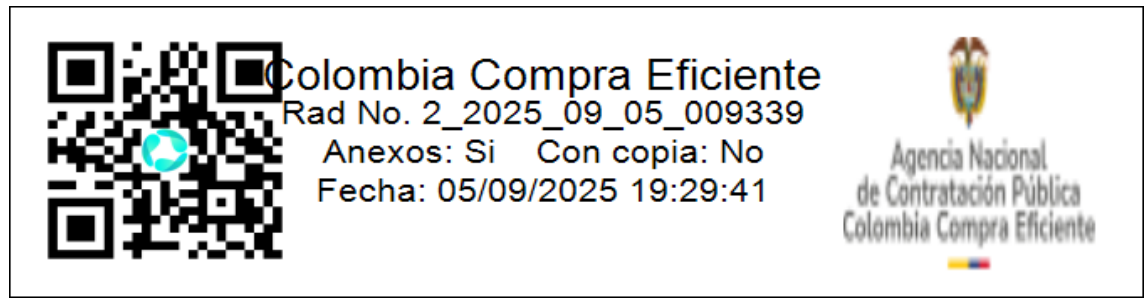 Colombia Compra Eficiente
Rad No. 2_2025_09_05_009339
Anexos: Si Con copia: No
Fecha: 05/09/2025 19:29:41
Agencia Nacional
de Contratación Pública
Colombia Compra Eficiente